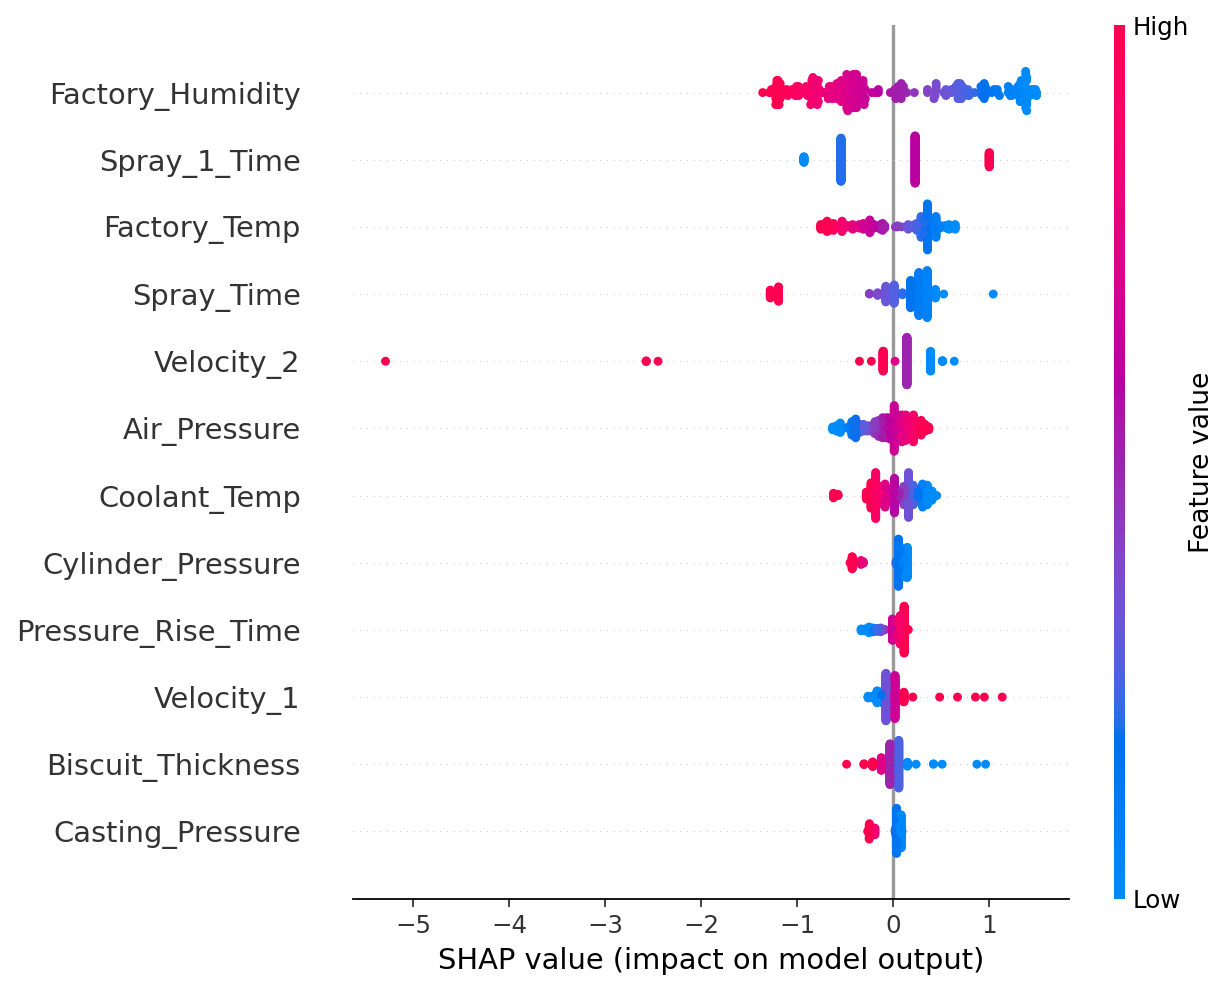 High
Factory_Humidity
Spray_1_Time
Factory_Temp
Spray_Time
Velocity_2
Air_Pressure
Coolant_Temp
Cylinder_Pressure
Pressure_Rise_Time
Velocity_1
Biscuit_Thickness
Casting_Pressure
Feature value
Low
−5 −4 −3 −2 −1 0 1
SHAP value (impact on model output)